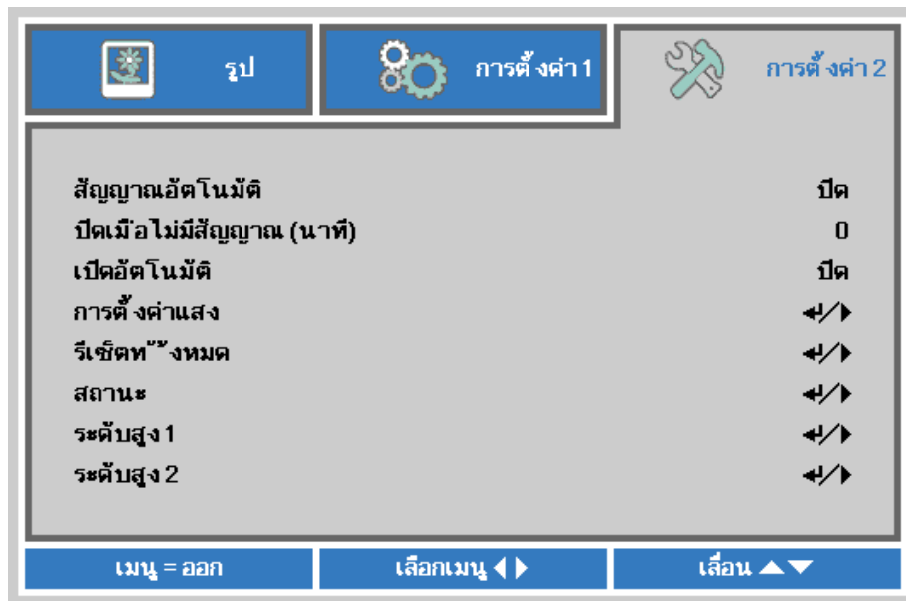 รูป
การตั้งค่า 1
การตั้งค่า 2
สัญญาณอัตโนมัติ ปิด
ปิดเมื่อไม่มีสัญญาณ (นาที) 0
เปิดอัตโนมัติ ปิด
การตั้งค่าแสง ↵/▶
รีเซ็ตทั้งหมด ↵/▶
สถานะ ↵/▶
ระดับสูง 1 ↵/▶
ระดับสูง 2 ↵/▶
เมนู = ออก
เลือกเมนู ◀ ▶
เลื่อน ▲ ▼